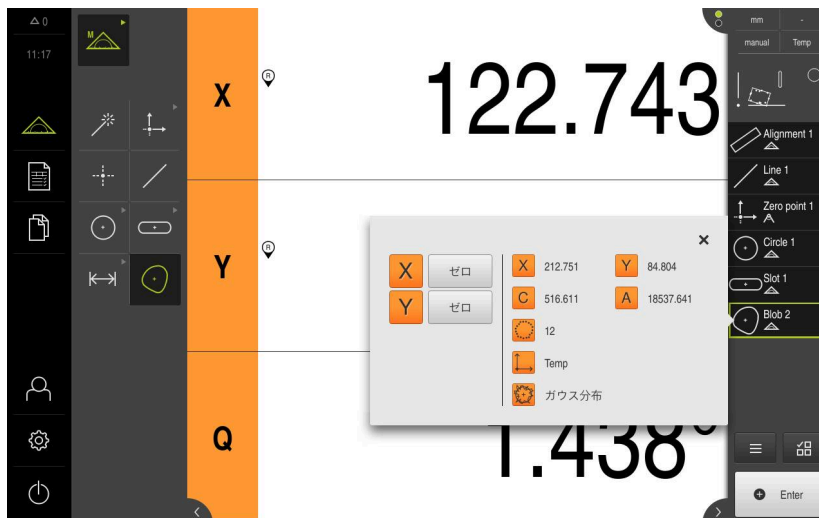 0
11:17
M
X
R
122.743
Y
R
Q
1.438°
X ゼロ
Y ゼロ
X 212.751
Y 84.804
C 516.611
A 18537.641
12
Temp
ガウス分布
mm -
manual Temp
Alignment 1
Line 1
Zero point 1
Circle 1
Slot 1
Blob 2
Enter